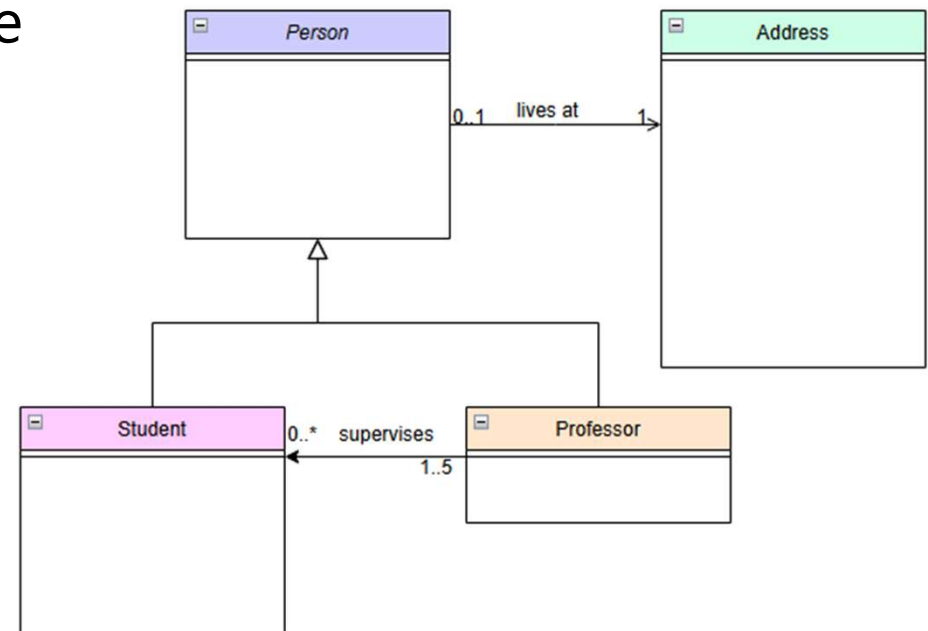 e
Person
Address
0..1 lives at 1
Student
Professor
0..* supervises
1..5